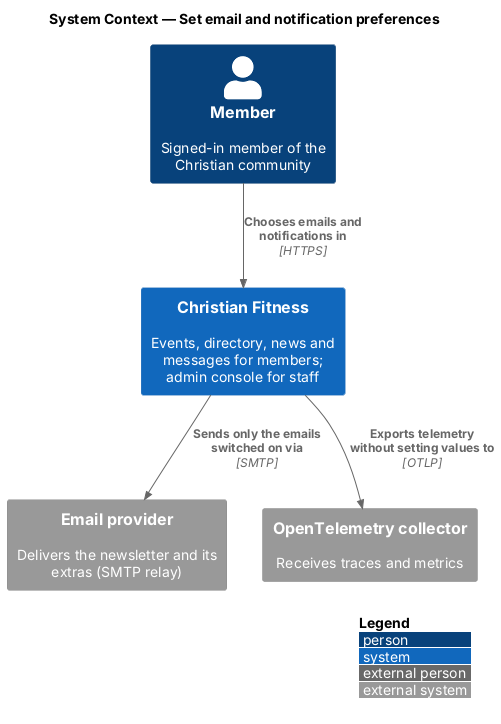 System Context — Set email and notification preferences
Member
Signed-in member of the
Christian community
Chooses emails and
notifications in
[HTTPS]
Christian Fitness
Events, directory, news and
messages for members;
admin console for staff
Sends only the emails
switched on via
[SMTP]
Exports telemetry
without setting values to
[OTLP]
Email provider
Delivers the newsletter and its
extras (SMTP relay)
OpenTelemetry collector
Receives traces and metrics
Legend
person
system
external person
external system